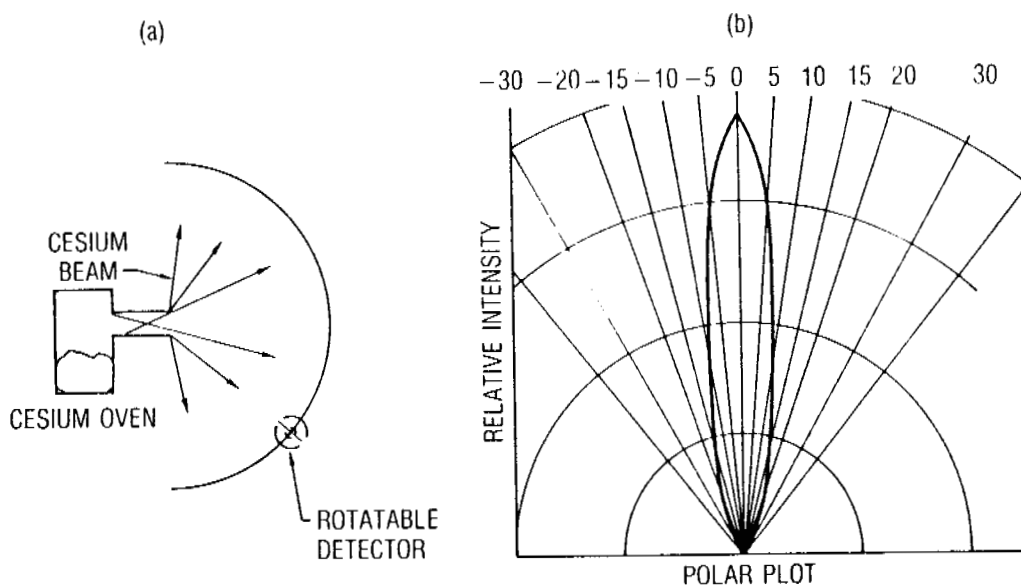 (a)
CESIUM
BEAM
CESIUM OVEN
ROTATABLE
DETECTOR
(b)
−30 −20 −15 −10 −5 0 5 10 15 20 30
RELATIVE INTENSITY
POLAR PLOT